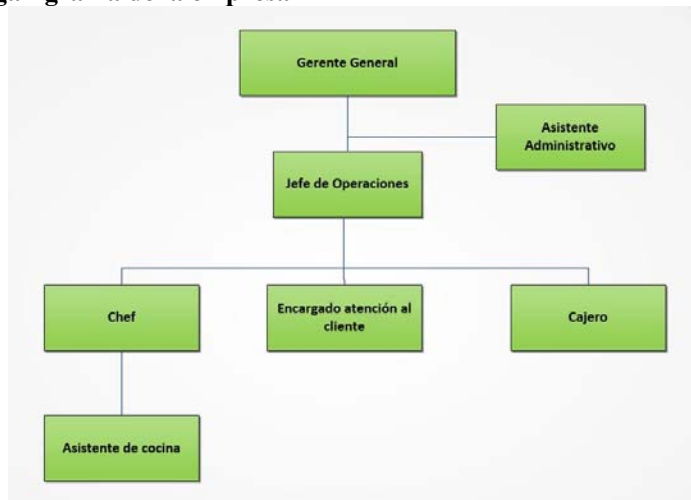 Gerente General
Asistente
Administrativo
Jefe de Operaciones
Chef
Encargado atención al
cliente
Cajero
Asistente de cocina